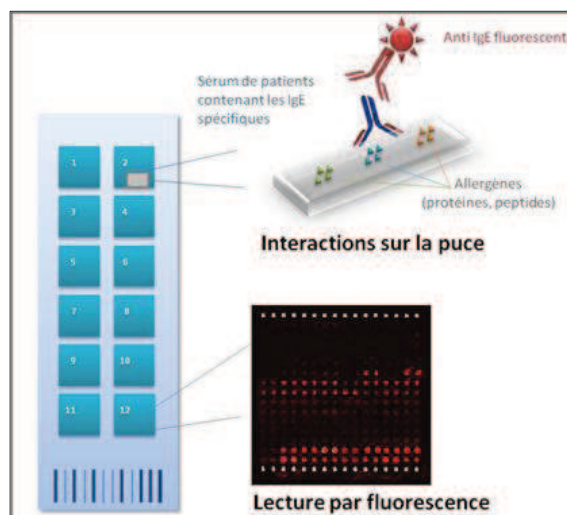 Anti IgE fluorescent
Sérum de patients
contenant les IgE
spécifiques
Allergènes
(protéines, peptides)
Interactions sur la puce
1 2
3 4
5 6
7 8
9 10
11 12
Lecture par fluorescence